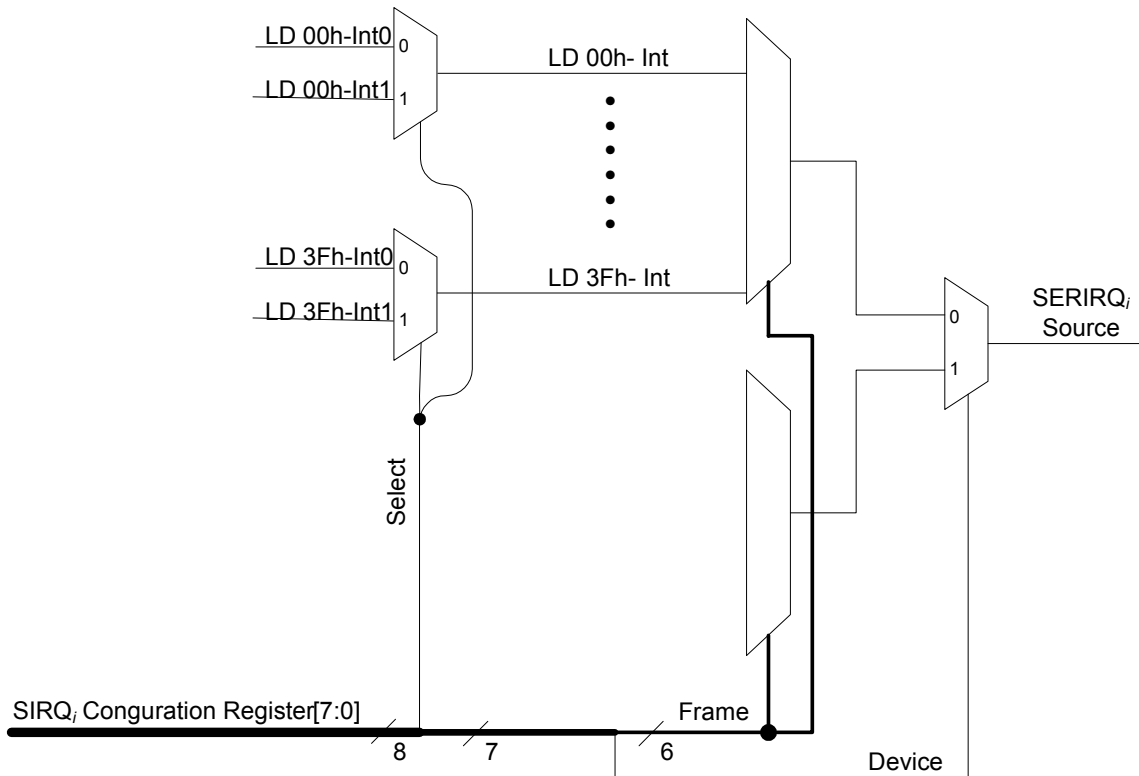 LD 00h-Int0
0
LD 00h-Int1
1
LD 00h- Int
LD 3Fh-Int0
0
LD 3Fh-Int1
1
LD 3Fh- Int
0
1
SERIRQi
Source
Select
SIRQi Conguration Register[7:0]
8
7
6
Frame
Device